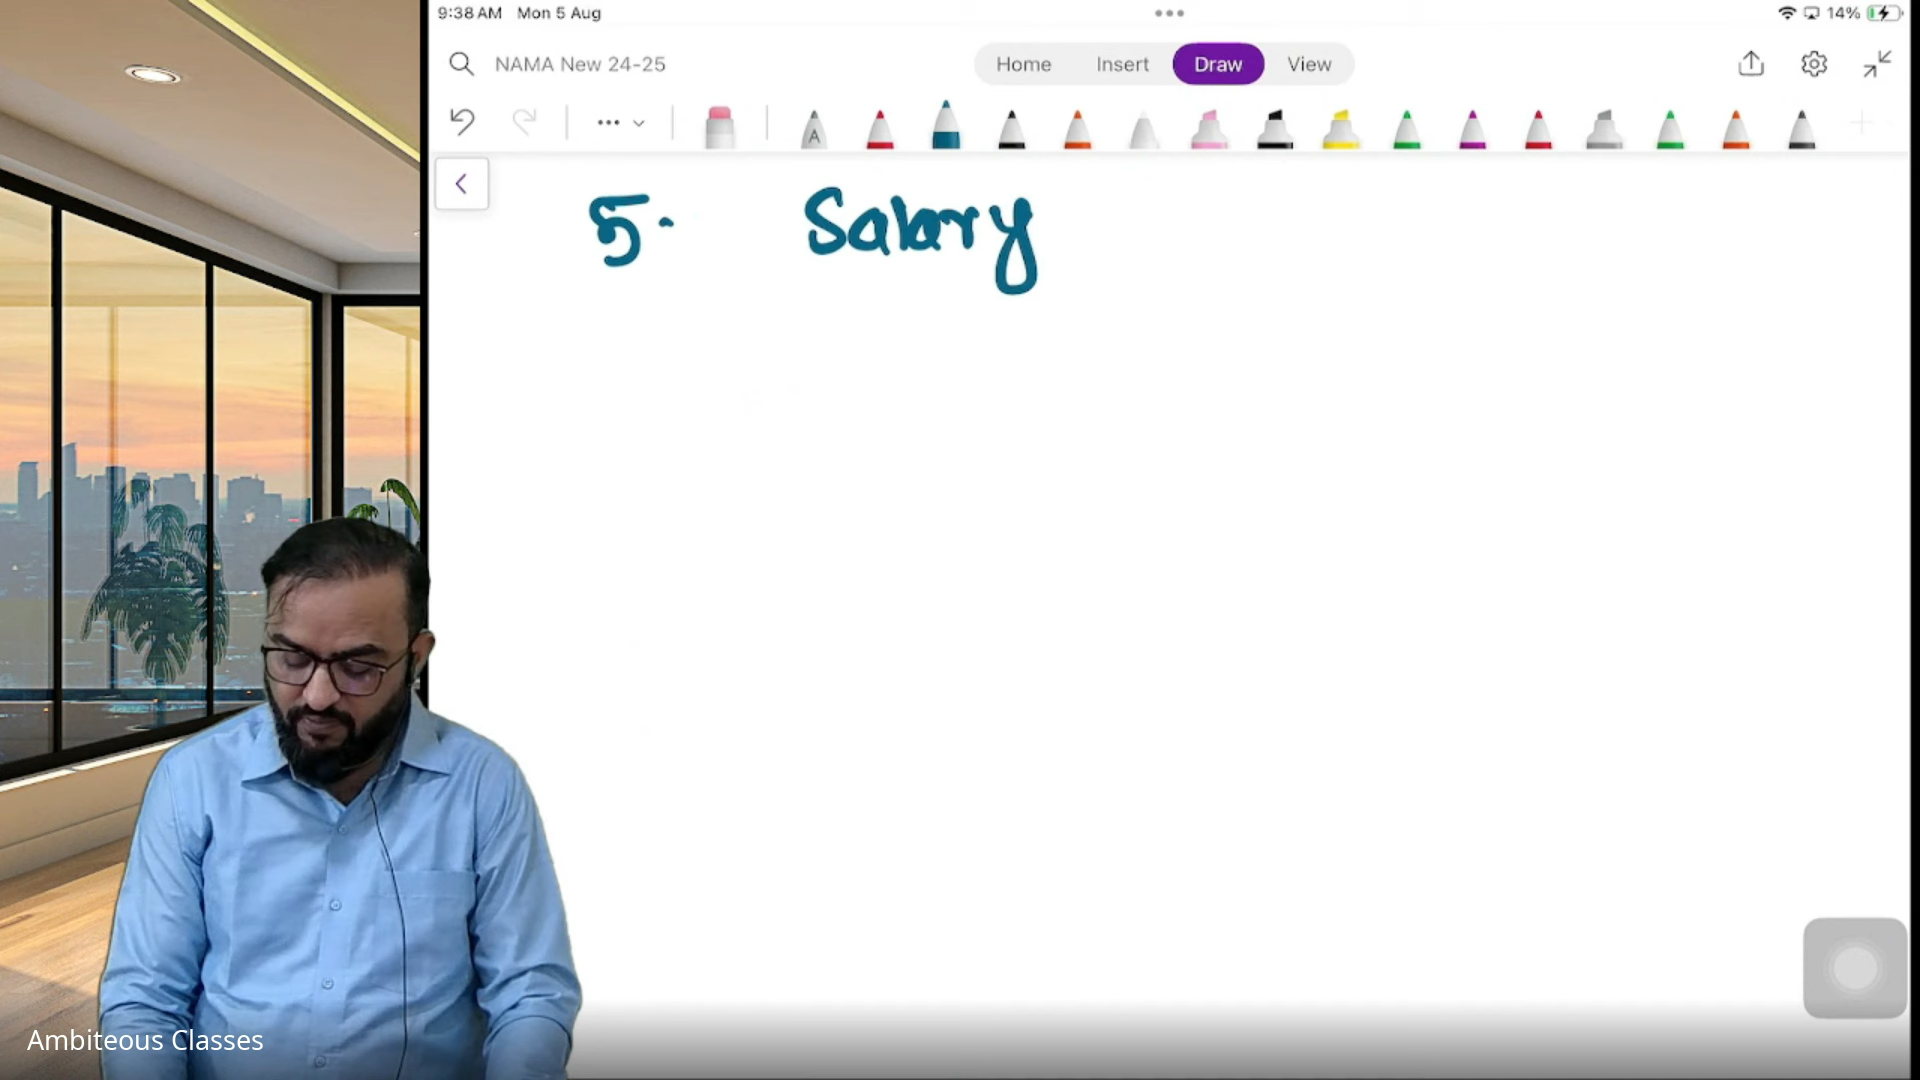 9:38 AM Mon 5 Aug
14%
NAMA New 24-25
Home Insert Draw View
A
5. Salary
Ambiteous Classes